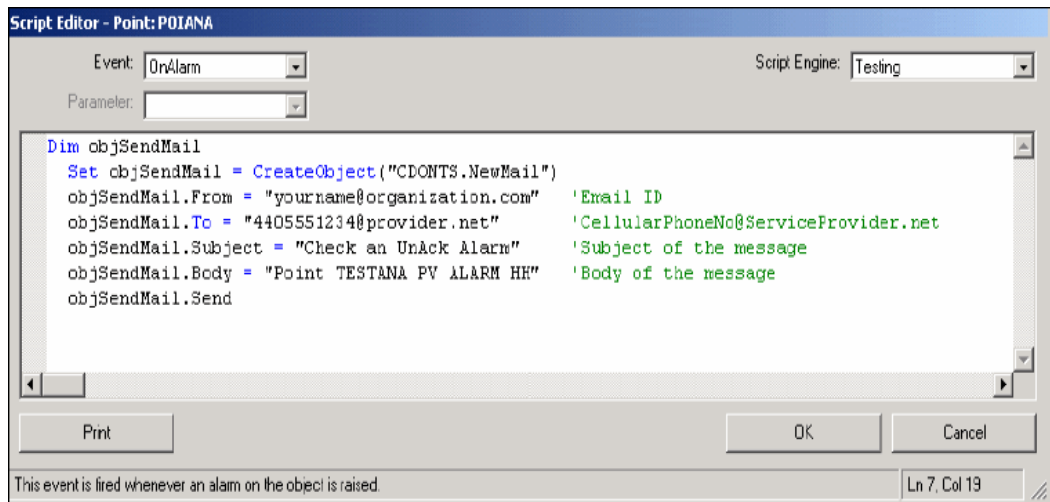 Script Editor - Point: POIANA
Event: OnAlarm Script Engine: Testing
Parameter:
Dim objSendMail
Set objSendMail = CreateObject("CDONTS.NewMail")
objSendMail.From = "yourname@organization.com" 'Email ID
objSendMail.To = "4405551234@provider.net" 'CellularPhoneNo@ServiceProvider.net
objSendMail.Subject = "Check an UnAck Alarm" 'Subject of the message
objSendMail.Body = "Point TESTANA PV ALARM HH" 'Body of the message
objSendMail.Send
Print OK Cancel
This event is fired whenever an alarm on the object is raised. Ln 7, Col 19